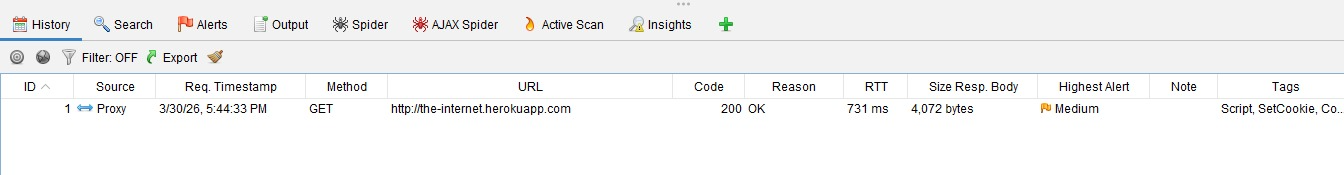 History Search Alerts Output Spider AJAX Spider Active Scan Insights
Filter: OFF Export
ID Source Req. Timestamp Method URL Code Reason RTT Size Resp. Body Highest Alert Note Tags
1 Proxy 3/30/26, 5:44:33 PM GET http://the-internet.herokuapp.com 200 OK 731 ms 4,072 bytes Medium Script, SetCookie, Co...